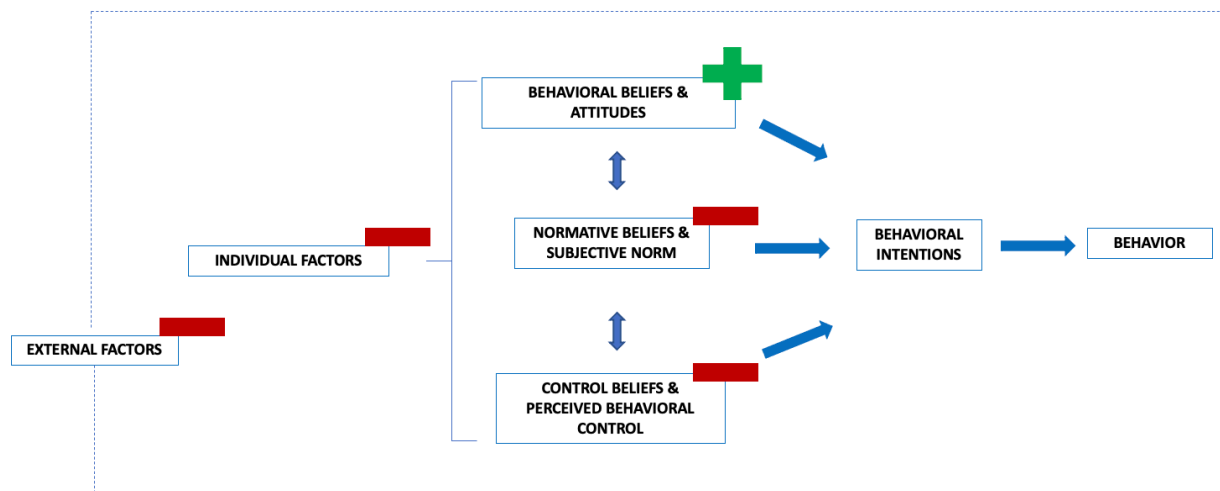 BEHAVIORAL BELIEFS &
ATTITUDES
NORMATIVE BELIEFS &
SUBJECTIVE NORM
BEHAVIORAL
INTENTIONS
BEHAVIOR
INDIVIDUAL FACTORS
EXTERNAL FACTORS
CONTROL BELIEFS &
PERCEIVED BEHAVIORAL
CONTROL